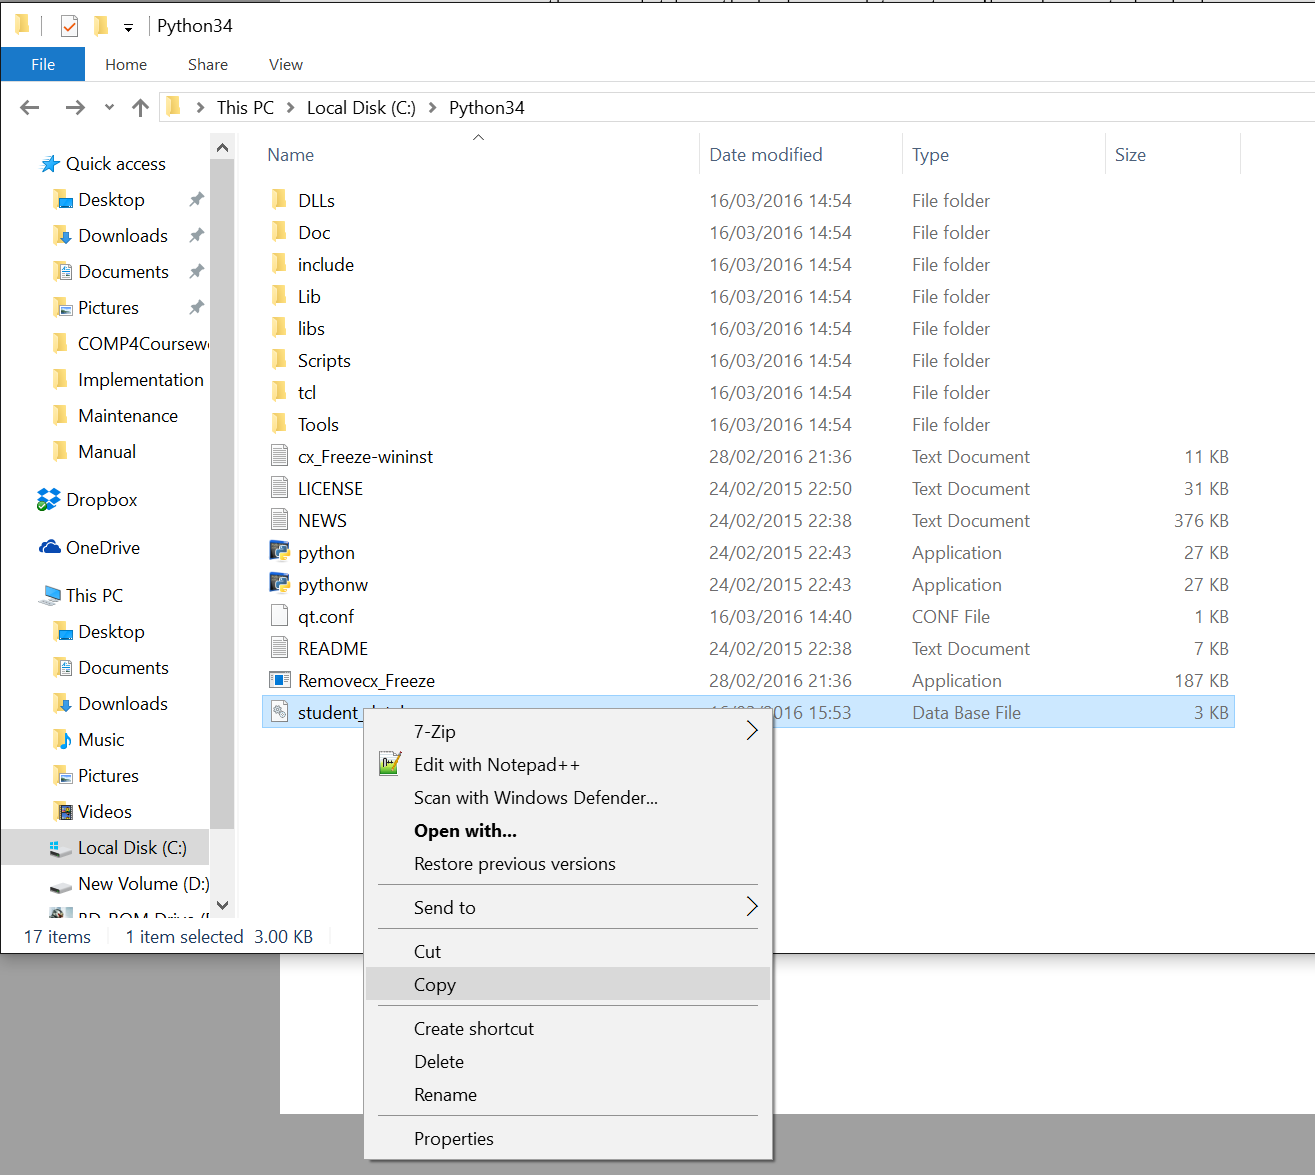 Python34
File Home Share View
This PC Local Disk (C:) Python34
Name Date modified Type Size
Quick access
Desktop
Downloads
Documents
Pictures
COMP4Coursew
Implementation
Maintenance
Manual
Dropbox
OneDrive
This PC
Desktop
Documents
Downloads
Music
Pictures
Videos
Local Disk (C:)
New Volume (D:)
DLLs 16/03/2016 14:54 File folder
Doc 16/03/2016 14:54 File folder
include 16/03/2016 14:54 File folder
Lib 16/03/2016 14:54 File folder
libs 16/03/2016 14:54 File folder
Scripts 16/03/2016 14:54 File folder
tcl 16/03/2016 14:54 File folder
Tools 16/03/2016 14:54 File folder
cx_Freeze-wininst 28/02/2016 21:36 Text Document 11 KB
LICENSE 24/02/2015 22:50 Text Document 31 KB
NEWS 24/02/2015 22:38 Text Document 376 KB
python 24/02/2015 22:43 Application 27 KB
pythonw 24/02/2015 22:43 Application 27 KB
qt.conf 16/03/2016 14:40 CONF File 1 KB
README 24/02/2015 22:38 Text Document 7 KB
Removecx_Freeze 28/02/2016 21:36 Application 187 KB
student_ 2016 15:53 Data Base File 3 KB
7-Zip
Edit with Notepad++
Scan with Windows Defender...
Open with...
Restore previous versions
Send to
Cut
Copy
Create shortcut
Delete
Rename
Properties
17 items 1 item selected 3.00 KB